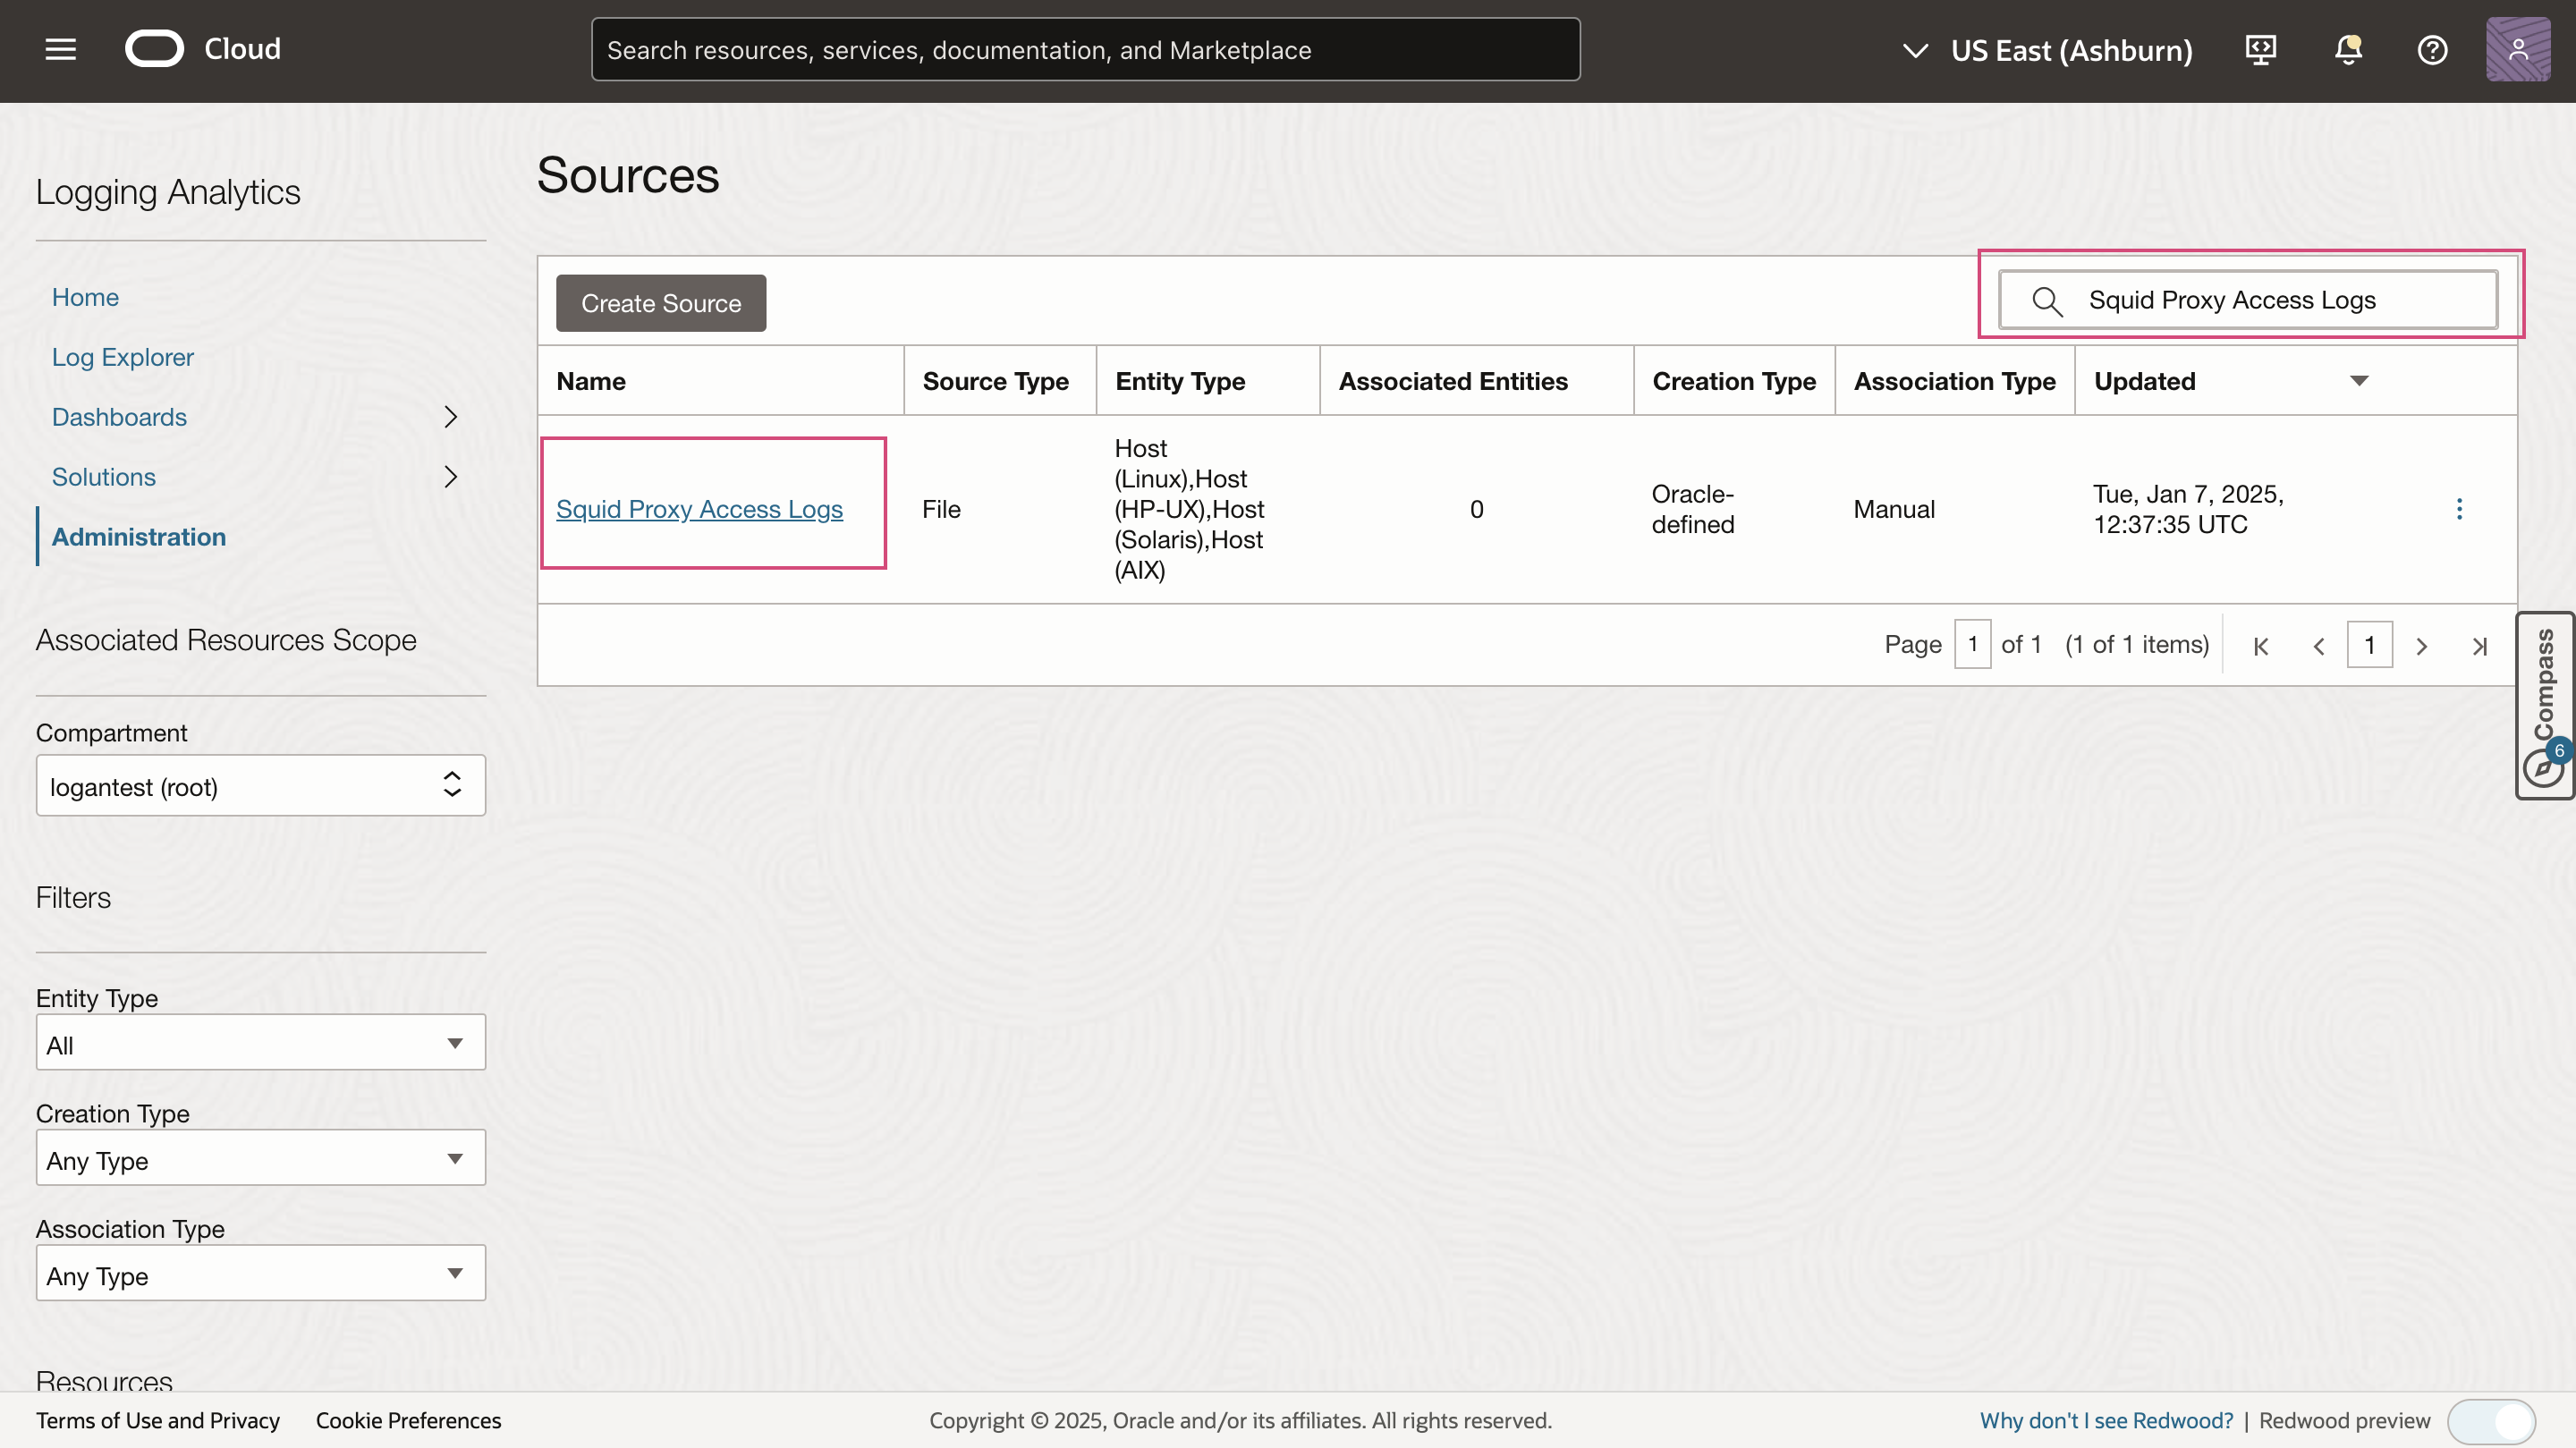 Cloud
Search resources, services, documentation, and Marketplace
US East (Ashburn)
Logging Analytics
Home
Log Explorer
Dashboards
Solutions
Administration
Associated Resources Scope
Compartment
logantest (root)
Filters
Entity Type
All
Creation Type
Any Type
Association Type
Any Type
Resources
Sources
Create Source
Squid Proxy Access Logs
Name Source Type Entity Type Associated Entities Creation Type Association Type Updated
Squid Proxy Access Logs File Host 0 Oracle- Manual Tue, Jan 7, 2025,
(Linux),Host defined 12:37:35 UTC
(HP-UX),Host
(Solaris),Host
(AIX)
Page 1 of 1 (1 of 1 items) 1
Compass
6
Terms of Use and Privacy Cookie Preferences Copyright © 2025, Oracle and/or its affiliates. All rights reserved. Why don't I see Redwood? | Redwood preview